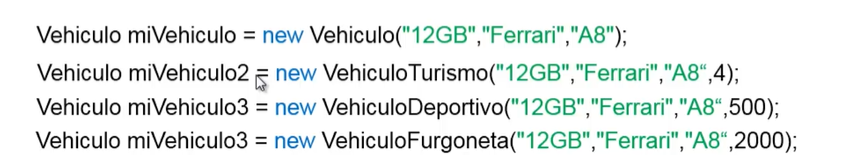 Vehiculo miVehiculo = new Vehiculo("12GB","Ferrari","A8");
Vehiculo miVehiculo2 = new VehiculoTurismo("12GB","Ferrari","A8“,4);
Vehiculo miVehiculo3 = new VehiculoDeportivo("12GB","Ferrari","A8“,500);
Vehiculo miVehiculo3 = new VehiculoFurgoneta("12GB","Ferrari","A8“,2000);